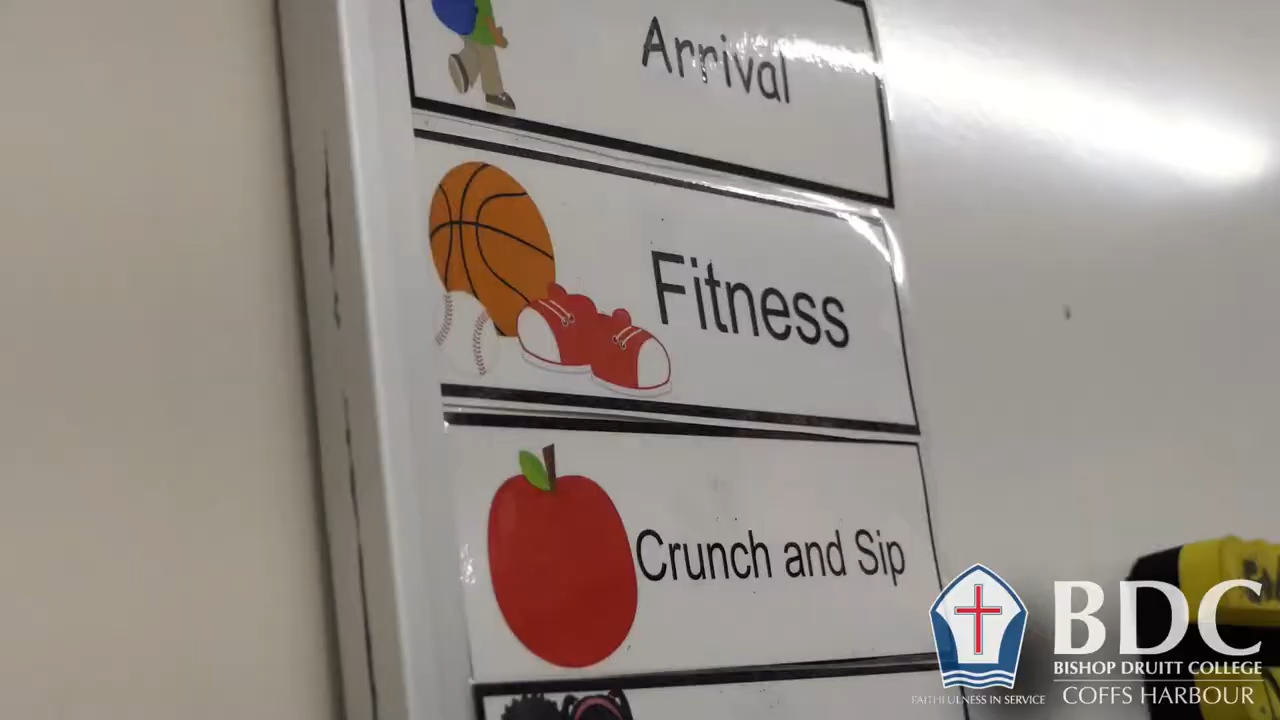 Arrival
Fitness
Crunch and Sip
BDC
BISHOP DRUITT COLLEGE
FAITHFULNESS IN SERVICE
COFFS HARBOUR